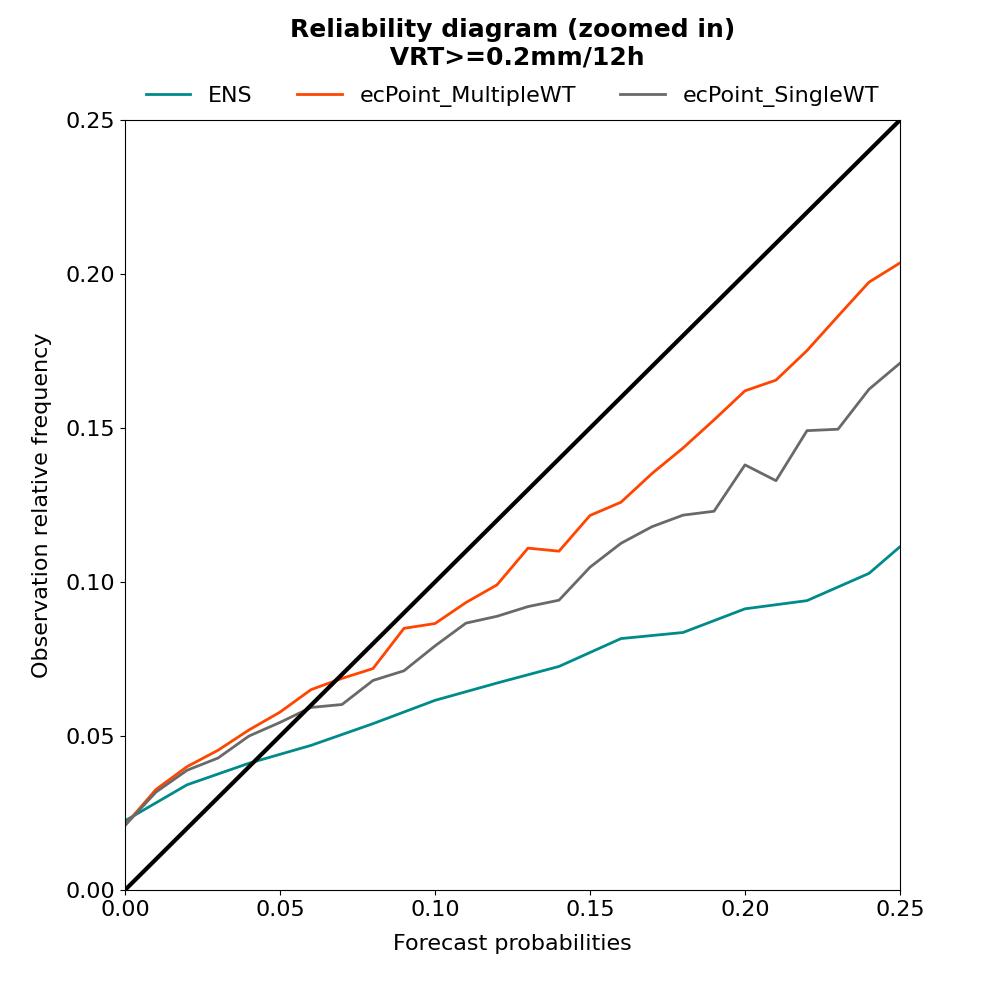 Reliability diagram (zoomed in)
VRT>=0.2mm/12h
ENS ecPoint_MultipleWT ecPoint_SingleWT
0.25
0.20
0.15
0.10
0.05
0.00
Observation relative frequency
0.00 0.05 0.10 0.15 0.20 0.25
Forecast probabilities